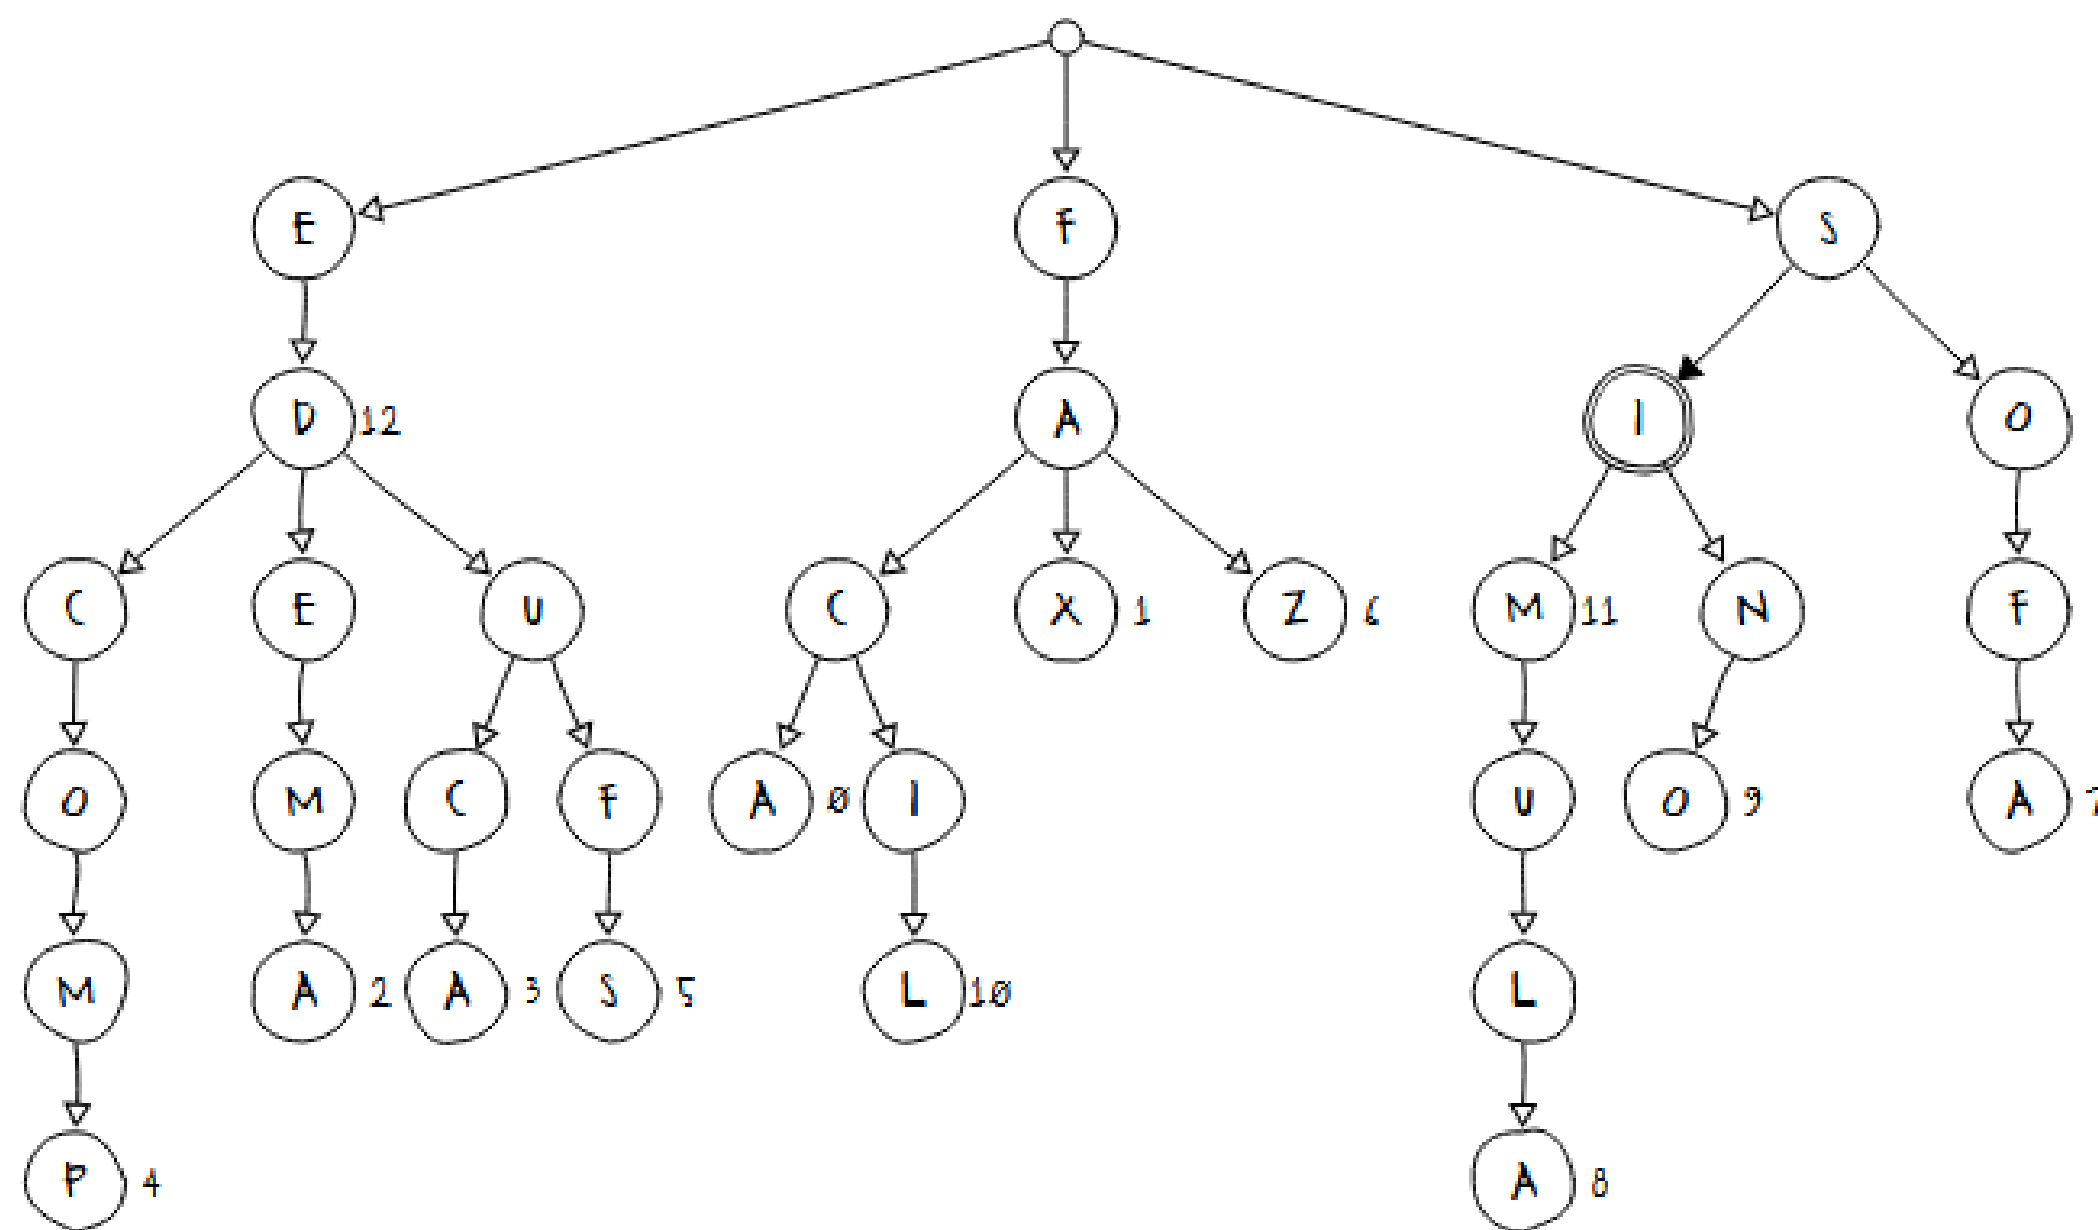 E F S
D 12 A I O
C E U C X 1 Z 6 M 11 N F
O M C F A 0 I U O 9 A 7
M A 2 A 3 S 5 L 10 L
P 4 A 8